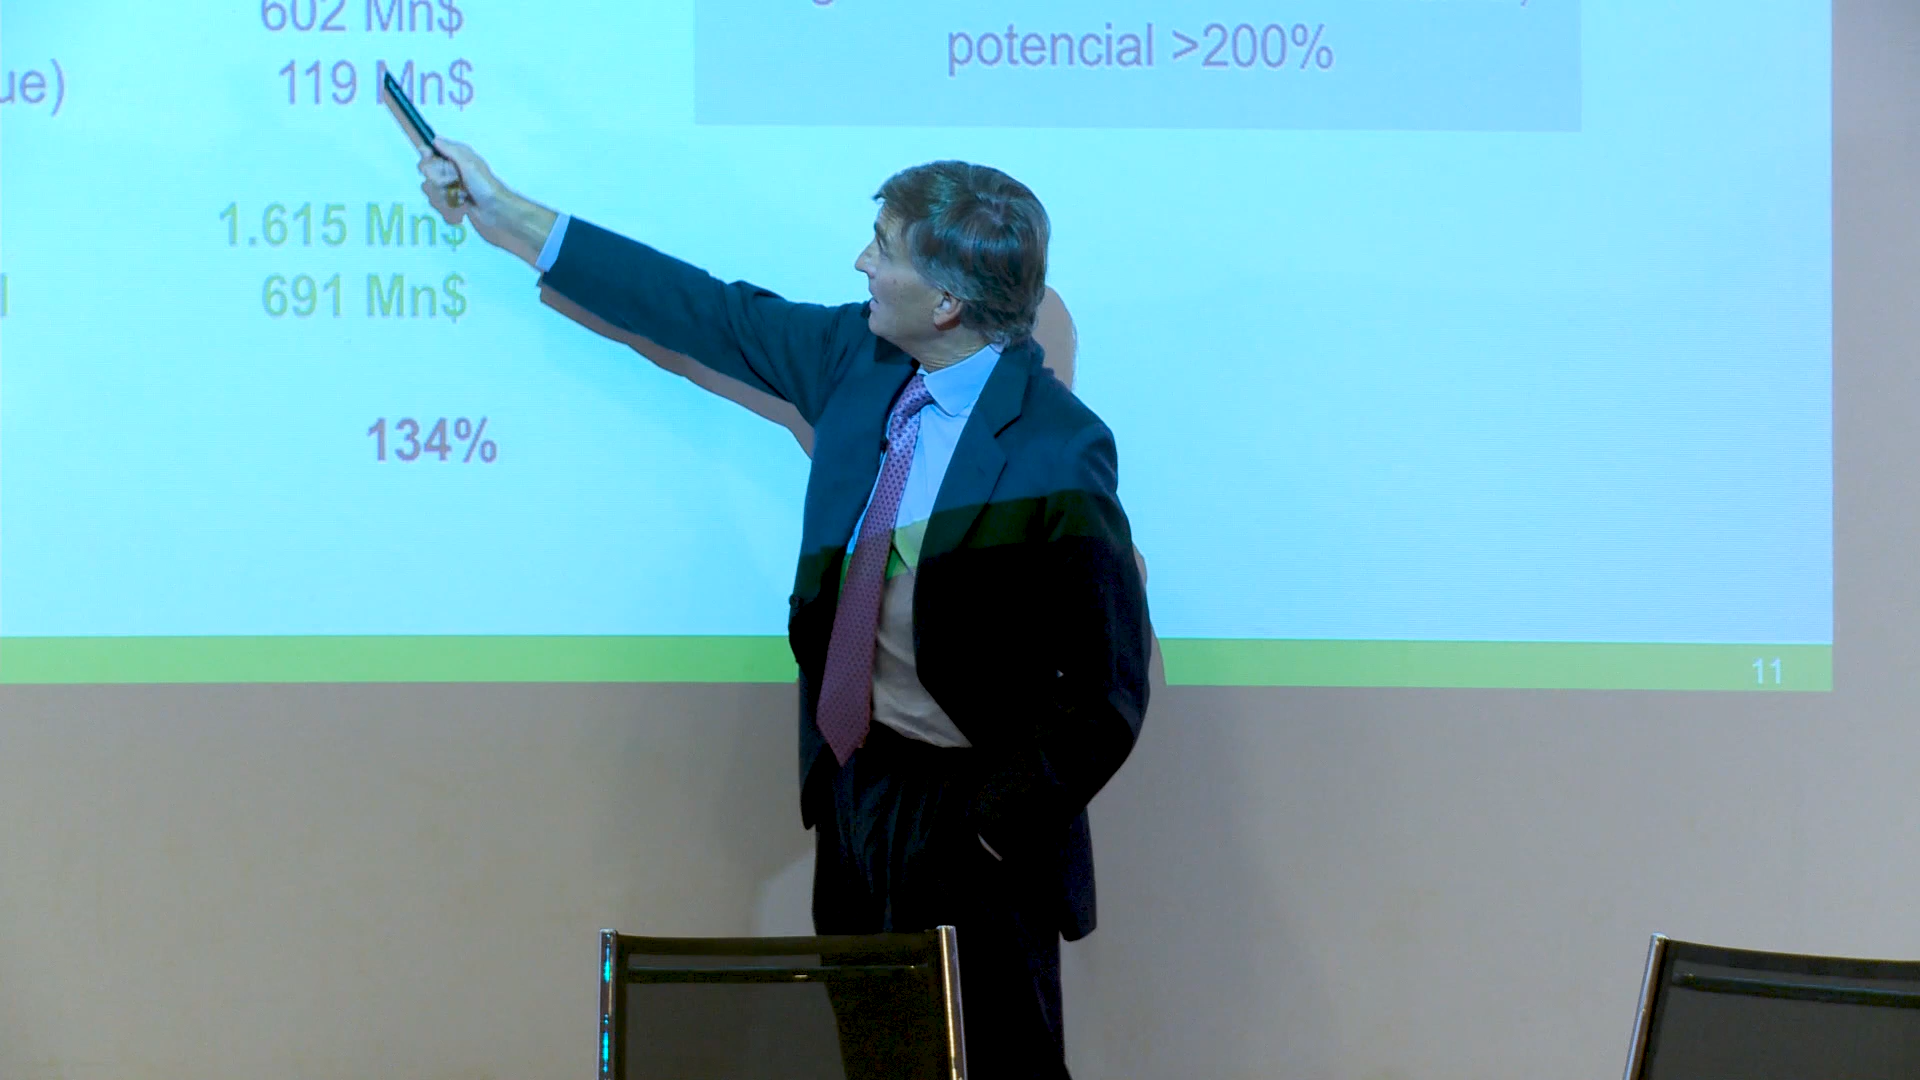 602 Mn$
ue) 119 Mn$
1.615 Mn$
691 Mn$
134%
potencial >200%
11